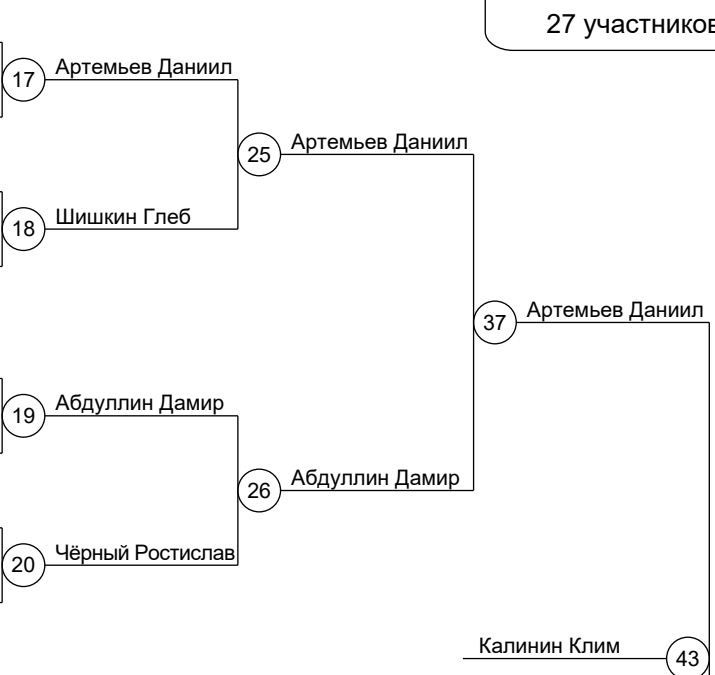 27 участников
17 Артемьев Даниил
25 Артемьев Даниил
18 Шишкин Глеб
37 Артемьев Даниил
19 Абдуллин Дамир
26 Абдуллин Дамир
20 Чёрный Ростислав
Калинин Клим 43